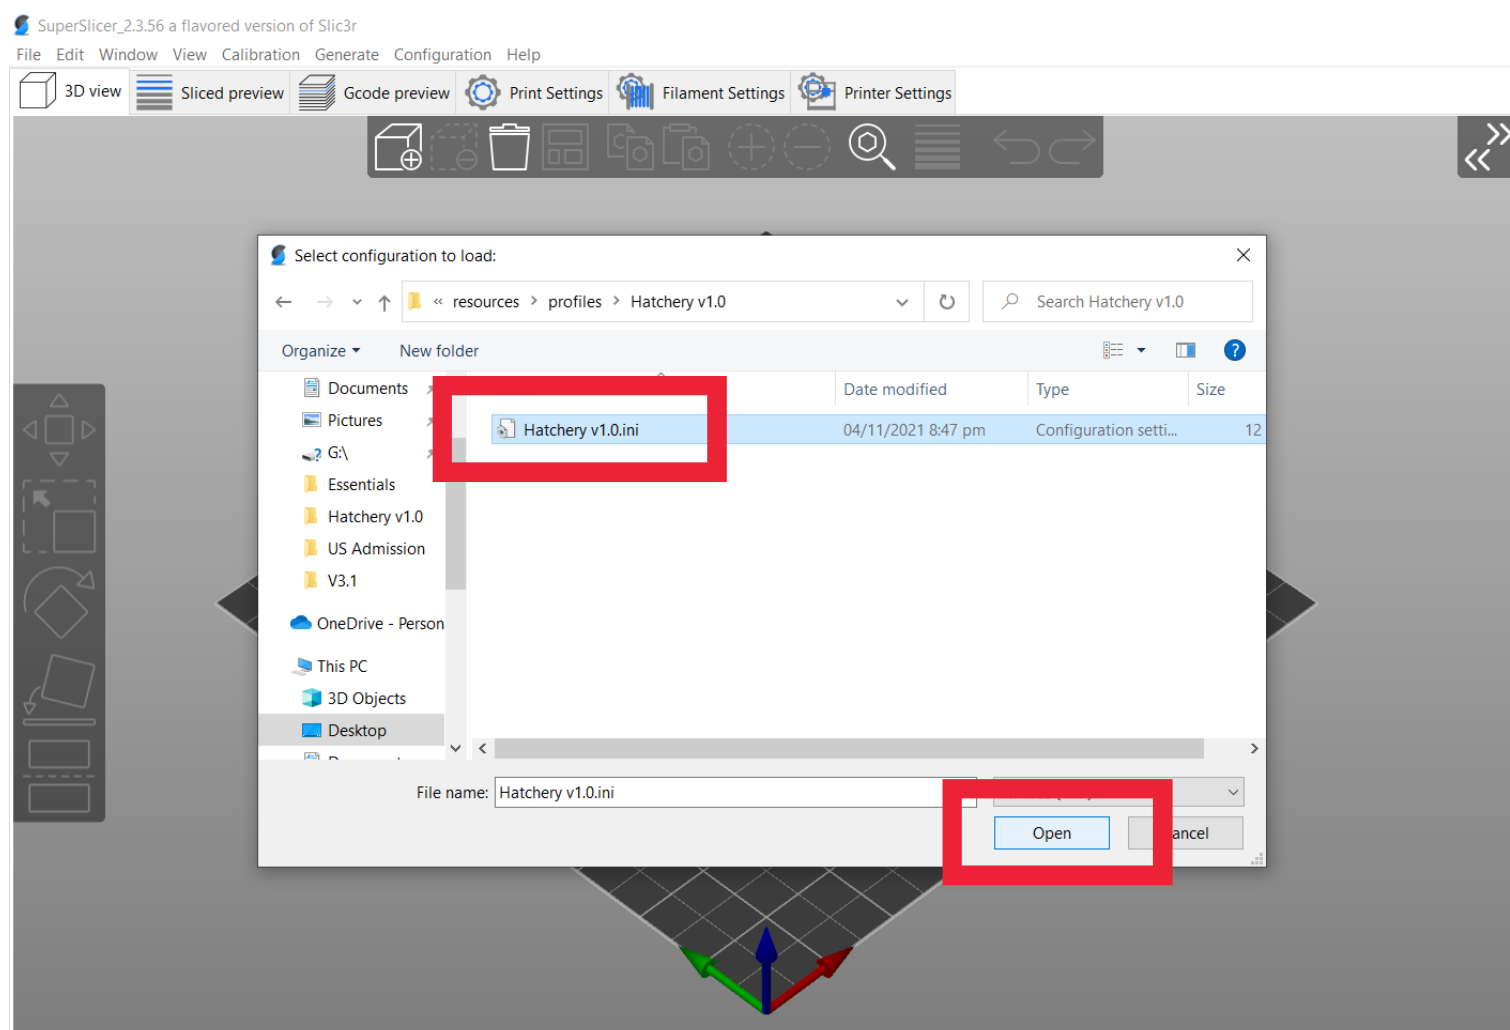 SuperSlicer_2.3.56 a flavored version of Slic3r
File Edit Window View Calibration Generate Configuration Help
3D view Sliced preview Gcode preview Print Settings Filament Settings Printer Settings
Select configuration to load:
« resources > profiles > Hatchery v1.0 Search Hatchery v1.0
Organize New folder ?
Documents Date modified Type Size
Pictures
Hatchery v1.0.ini 04/11/2021 8:47 pm Configuration setti... 12
G:\
Essentials
Hatchery v1.0
US Admission
V3.1
OneDrive - Person
This PC
3D Objects
Desktop
File name: Hatchery v1.0.ini
Open